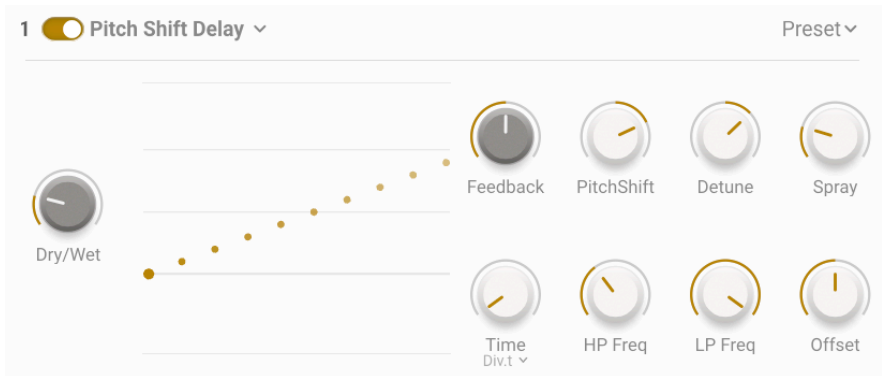 1 Pitch Shift Delay
Preset
Feedback PitchShift Detune Spray
Dry/Wet
Time HP Freq LP Freq Offset
Div.t